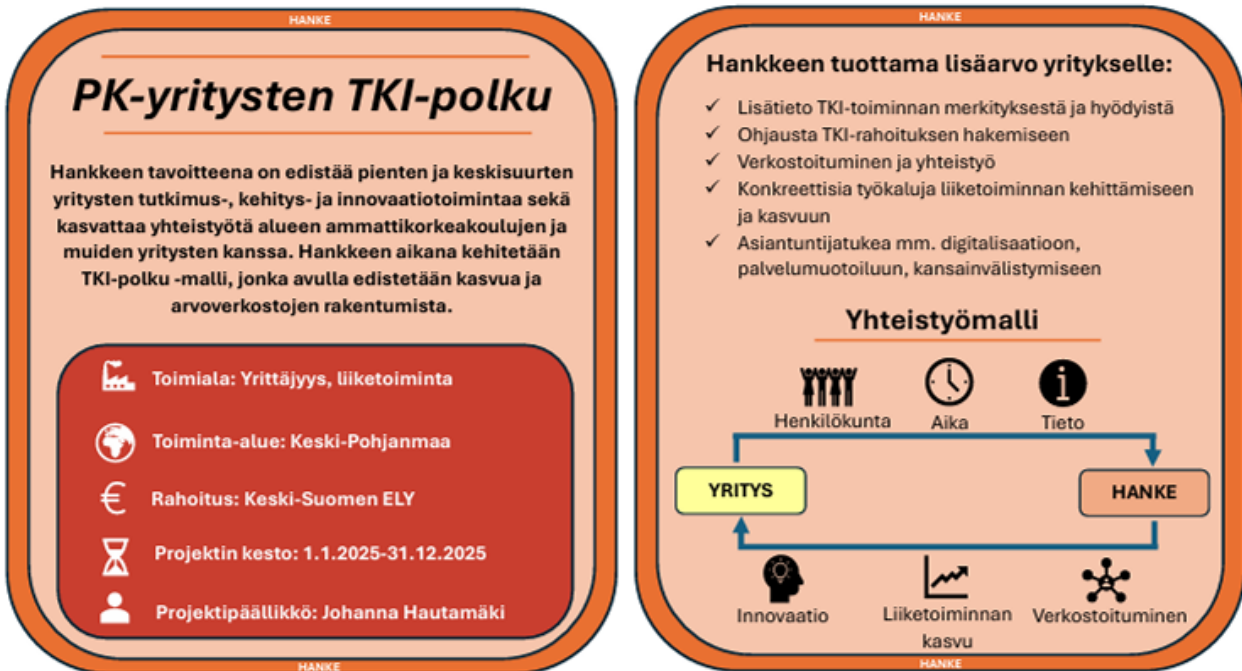 HANKE
PK-yritysten TKI-polku
Hankkeen tavoitteena on edistää pienten ja keskisuurten
yritysten tutkimus-, kehitys- ja innovaatiotoimintaa sekä
kasvattaa yhteistyötä alueen ammattikorkeakoulujen ja
muiden yritysten kanssa. Hankkeen aikana kehitetään
TKI-polku -malli, jonka avulla edistetään kasvua ja
arvoverkostojen rakentumista.
Toimiala: Yrittäjyys, liiketoiminta
Toiminta-alue: Keski-Pohjanmaa
€ Rahoitus: Keski-Suomen ELY
Projektin kesto: 1.1.2025-31.12.2025
Projektipäällikkö: Johanna Hautamäki
HANKE
HANKE
Hankkeen tuottama lisäarvo yritykselle:
✓ Lisätieto TKI-toiminnan merkityksestä ja hyödyistä
✓ Ohjausta TKI-rahoituksen hakemiseen
✓ Verkostoituminen ja yhteistyö
✓ Konkreettisia työkaluja liiketoiminnan kehittämiseen
ja kasvuun
✓ Asiantuntijatukea mm. digitalisaatioon,
palvelumuotoiluun, kansainvälistymiseen
Yhteistyömalli
Henkilökunta Aika Tieto
YRITYS HANKE
Innovaatio Liiketoiminnan Verkostoituminen
kasvu
HANKE